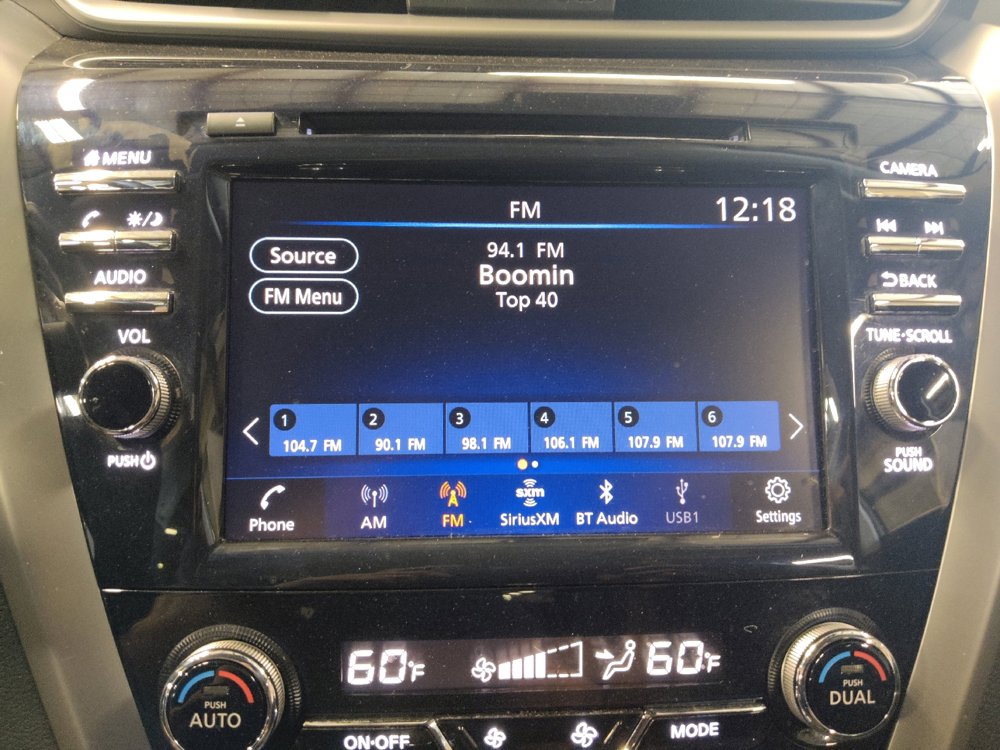 MENU
CAMERA
AUDIO
BACK
VOL
TUNE•SCROLL
PUSH
PUSH
SOUND
FM
12:18
Source
94.1 FM
Boomin
FM Menu
Top 40
1
2
3
4
5
6
104.7 FM
90.1 FM
98.1 FM
106.1 FM
107.9 FM
107.9 FM
Phone
AM
FM
sxm
SiriusXM
BT Audio
USB1
Settings
60°F
60°F
PUSH
AUTO
PUSH
DUAL
ON•OFF
MODE